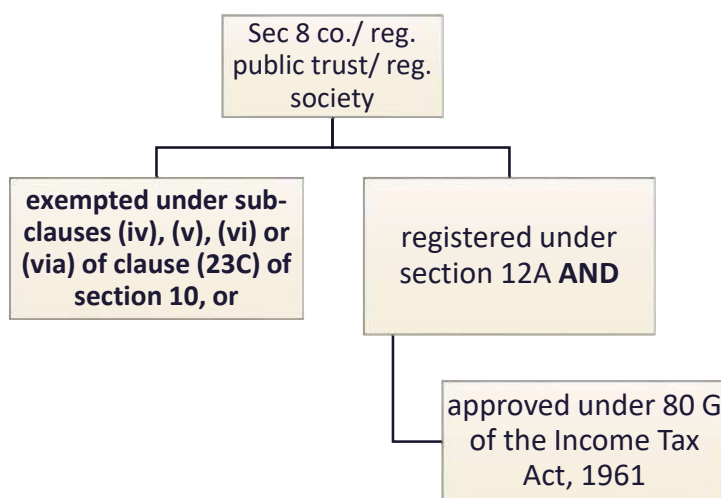 Sec 8 co./ reg.
public trust/ reg.
society
exempted under sub-
clauses (iv), (v), (vi) or
(via) of clause (23C) of
section 10, or
registered under
section 12A AND
approved under 80 G
of the Income Tax
Act, 1961